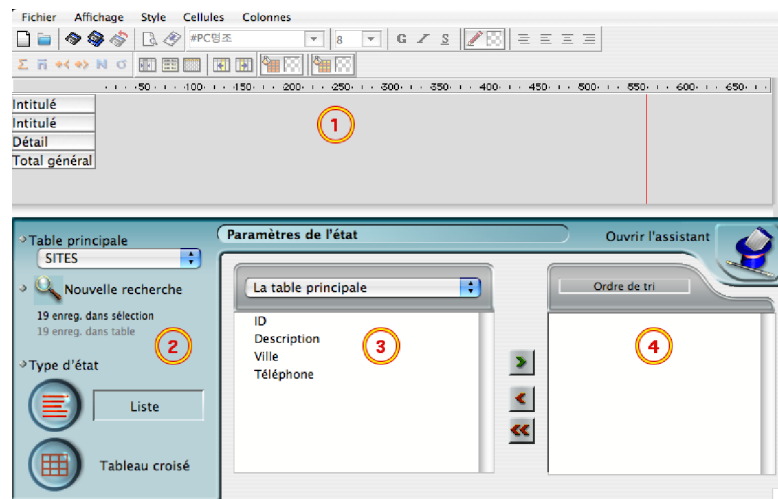 Fichier Affichage Style Cellules Colonnes
#PC명조 8 G I S
Σ n N σ
50 100 150 200 250 300 350 400 450 500 550 600 650
Intitulé
Intitulé
Détail
Total général
1
Table principale
SITES
Nouvelle recherche
19 enreg. dans sélection
19 enreg. dans table
2
Type d'état
Liste
Tableau croisé
Paramètres de l'état
Ouvrir l'assistant
La table principale
ID
Description
Ville
Téléphone
3
Ordre de tri
4